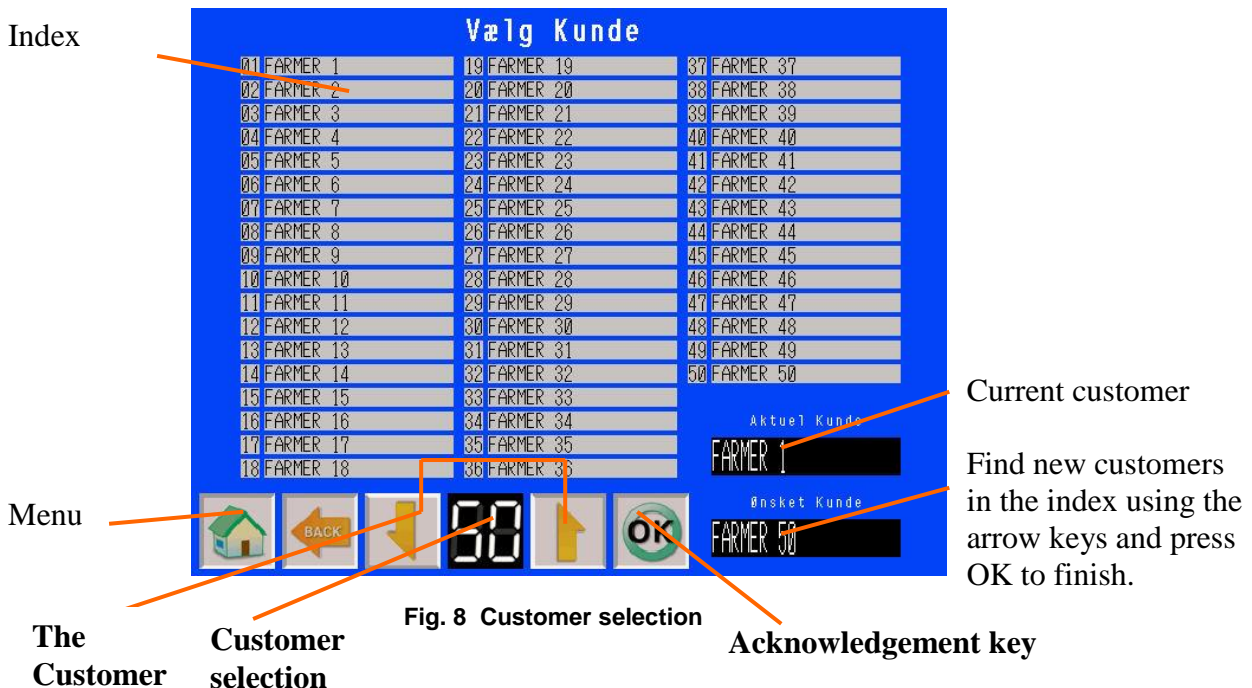 Index
Vælg Kunde
01 FARMER 1
02 FARMER 2
03 FARMER 3
04 FARMER 4
05 FARMER 5
06 FARMER 6
07 FARMER 7
08 FARMER 8
09 FARMER 9
10 FARMER 10
11 FARMER 11
12 FARMER 12
13 FARMER 13
14 FARMER 14
15 FARMER 15
16 FARMER 16
17 FARMER 17
18 FARMER 18
19 FARMER 19
20 FARMER 20
21 FARMER 21
22 FARMER 22
23 FARMER 23
24 FARMER 24
25 FARMER 25
26 FARMER 26
27 FARMER 27
28 FARMER 28
29 FARMER 29
30 FARMER 30
31 FARMER 31
32 FARMER 32
33 FARMER 33
34 FARMER 34
35 FARMER 35
36 FARMER 36
37 FARMER 37
38 FARMER 38
39 FARMER 39
40 FARMER 40
41 FARMER 41
42 FARMER 42
43 FARMER 43
44 FARMER 44
45 FARMER 45
46 FARMER 46
47 FARMER 47
48 FARMER 48
49 FARMER 49
50 FARMER 50
Aktuel Kunde
FARMER 1
Ønsket Kunde
FARMER 50
Current customer
Find new customers
in the index using the
arrow keys and press
OK to finish.
Menu
BACK
50
OK
Fig. 8 Customer selection
The
Customer
Customer
selection
Acknowledgement key